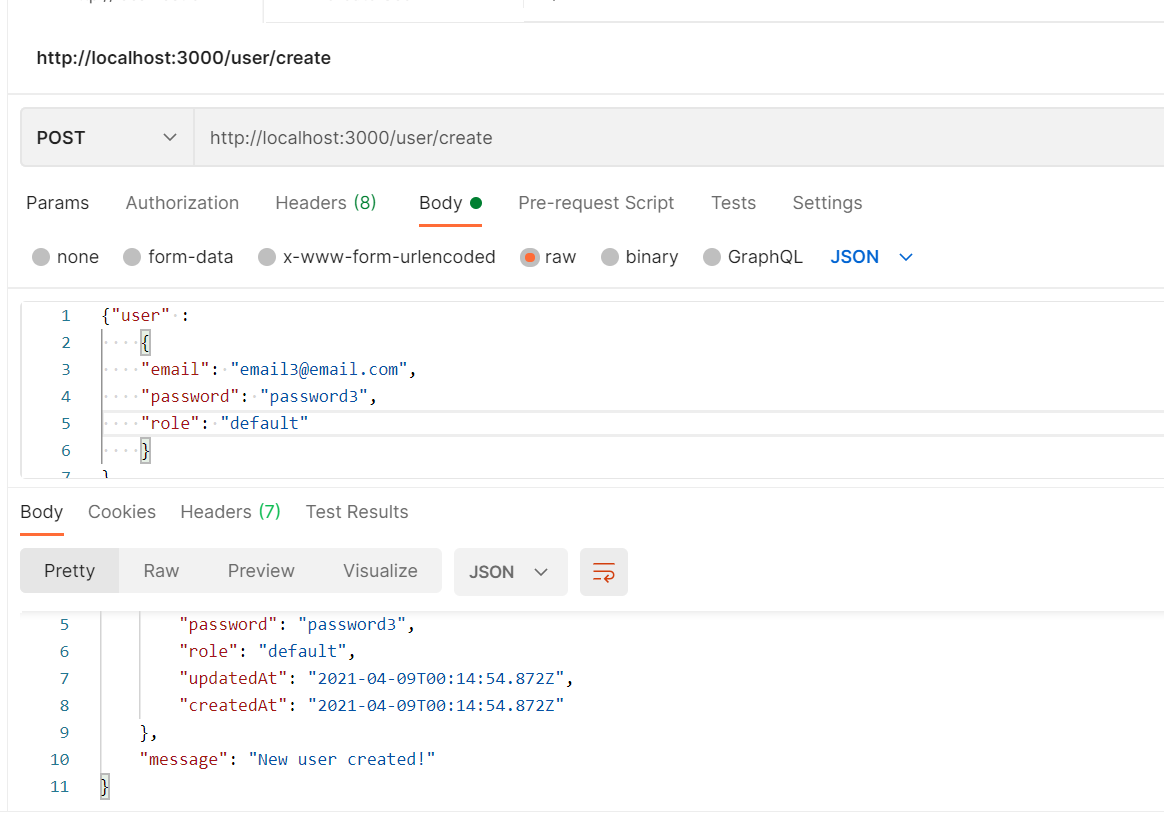 http://localhost:3000/user/create
POST http://localhost:3000/user/create
Params Authorization Headers (8) Body Pre-request Script Tests Settings
none form-data x-www-form-urlencoded raw binary GraphQL JSON
1 {"user" :
2 {
3 "email": "email3@email.com",
4 "password": "password3",
5 "role": "default"
6 }
7 }
Body Cookies Headers (7) Test Results
Pretty Raw Preview Visualize JSON
5 "password": "password3",
6 "role": "default",
7 "updatedAt": "2021-04-09T00:14:54.872Z",
8 "createdAt": "2021-04-09T00:14:54.872Z"
9 },
10 "message": "New user created!"
11 }